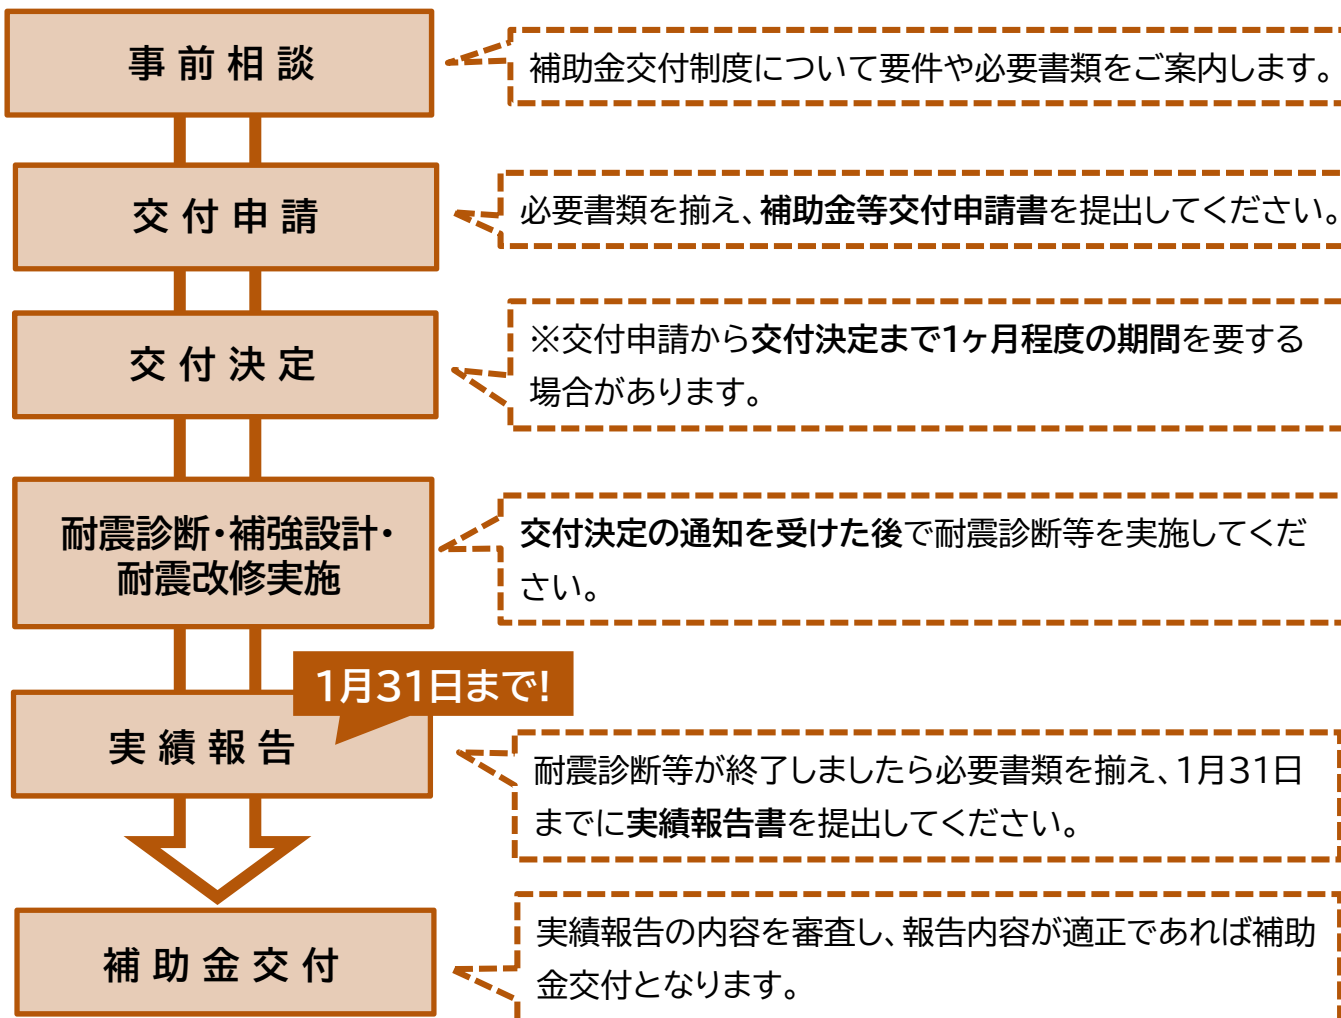 事前相談
補助金交付制度について要件や必要書類をご案内します。
交付申請
必要書類を揃え、補助金等交付申請書を提出してください。
交付決定
※交付申請から交付決定まで1ヶ月程度の期間を要する
場合があります。
耐震診断・補強設計・
耐震改修実施
交付決定の通知を受けた後で耐震診断等を実施してくだ
さい。
1月31日まで!
実績報告
耐震診断等が終了しましたら必要書類を揃え、1月31日
までに実績報告書を提出してください。
補助金交付
実績報告の内容を審査し、報告内容が適正であれば補助
金交付となります。